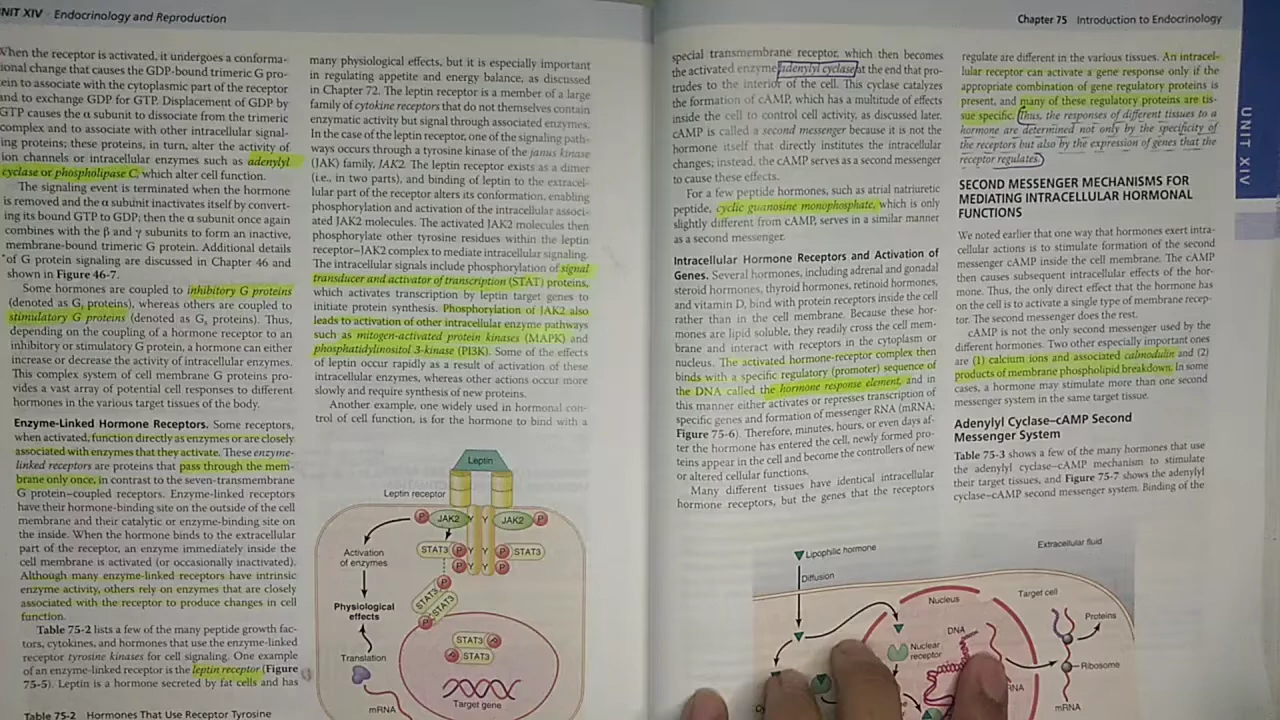 UNIT XIV Endocrinology and Reproduction
When the receptor is activated, it undergoes a conforma-
tional change that causes the GDP-bound trimeric G pro-
tein to associate with the cytoplasmic part of the receptor
and to exchange GDP for GTP. Displacement of GDP by
GTP causes the α subunit to dissociate from the trimeric
complex and to associate with other intracellular signal-
ing proteins; these proteins, in turn, alter the activity of
ion channels or intracellular enzymes such as adenylyl
cyclase or phospholipase C, which alter cell function.
The signaling event is terminated when the hormone
is removed and the α subunit inactivates itself by convert-
ing its bound GTP to GDP; then the α subunit once again
combines with the β and γ subunits to form an inactive,
membrane-bound trimeric G protein. Additional details
of G protein signaling are discussed in Chapter 46 and
shown in Figure 46-7.
Some hormones are coupled to inhibitory G proteins
(denoted as Gi proteins), whereas others are coupled to
stimulatory G proteins (denoted as Gs proteins). Thus,
depending on the coupling of a hormone receptor to an
inhibitory or stimulatory G protein, a hormone can either
increase or decrease the activity of intracellular enzymes.
This complex system of cell membrane G proteins pro-
vides a vast array of potential cell responses to different
hormones in the various target tissues of the body.
Enzyme-Linked Hormone Receptors. Some receptors,
when activated, function directly as enzymes or are closely
associated with enzymes that they activate. These enzyme-
linked receptors are proteins that pass through the mem-
brane only once, in contrast to the seven-transmembrane
G protein–coupled receptors. Enzyme-linked receptors
have their hormone-binding site on the outside of the cell
membrane and their catalytic or enzyme-binding site on
the inside. When the hormone binds to the extracellular
part of the receptor, an enzyme immediately inside the
cell membrane is activated (or occasionally inactivated).
Although many enzyme-linked receptors have intrinsic
enzyme activity, others rely on enzymes that are closely
associated with the receptor to produce changes in cell
function.
Table 75-2 lists a few of the many peptide growth fac-
tors, cytokines, and hormones that use the enzyme-linked
receptor tyrosine kinases for cell signaling. One example
of an enzyme-linked receptor is the leptin receptor (Figure
75-5). Leptin is a hormone secreted by fat cells and has
Table 75-2 Hormones That Use Receptor Tyrosine
many physiological effects, but it is especially important
in regulating appetite and energy balance, as discussed
in Chapter 72. The leptin receptor is a member of a large
family of cytokine receptors that do not themselves contain
enzymatic activity but signal through associated enzymes.
In the case of the leptin receptor, one of the signaling path-
ways occurs through a tyrosine kinase of the janus kinase
(JAK) family, JAK2. The leptin receptor exists as a dimer
(i.e., in two parts), and binding of leptin to the extracel-
lular part of the receptor alters its conformation, enabling
phosphorylation and activation of the intracellular associ-
ated JAK2 molecules. The activated JAK2 molecules then
phosphorylate other tyrosine residues within the leptin
receptor–JAK2 complex to mediate intracellular signaling.
The intracellular signals include phosphorylation of signal
transducer and activator of transcription (STAT) proteins,
which activates transcription by leptin target genes to
initiate protein synthesis. Phosphorylation of JAK2 also
leads to activation of other intracellular enzyme pathways
such as mitogen-activated protein kinases (MAPK) and
phosphatidylinositol 3-kinase (PI3K). Some of the effects
of leptin occur rapidly as a result of activation of these
intracellular enzymes, whereas other actions occur more
slowly and require synthesis of new proteins.
Another example, one widely used in hormonal con-
trol of cell function, is for the hormone to bind with a
Leptin
Leptin receptor
P JAK2 Y Y JAK2 P
STAT3 P Y Y P STAT3
P Y Y P
Activation
of enzymes
P
STAT3
STAT3
P
Physiological
effects
STAT3 P
P STAT3
Translation
mRNA
Target gene
Chapter 75 Introduction to Endocrinology
UNIT XIV
special transmembrane receptor, which then becomes
the activated enzyme adenylyl cyclase at the end that pro-
trudes to the interior of the cell. This cyclase catalyzes
the formation of cAMP, which has a multitude of effects
inside the cell to control cell activity, as discussed later.
cAMP is called a second messenger because it is not the
hormone itself that directly institutes the intracellular
changes; instead, the cAMP serves as a second messenger
to cause these effects.
For a few peptide hormones, such as atrial natriuretic
peptide, cyclic guanosine monophosphate, which is only
slightly different from cAMP, serves in a similar manner
as a second messenger.
Intracellular Hormone Receptors and Activation of
Genes. Several hormones, including adrenal and gonadal
steroid hormones, thyroid hormones, retinoid hormones,
and vitamin D, bind with protein receptors inside the cell
rather than in the cell membrane. Because these hor-
mones are lipid soluble, they readily cross the cell mem-
brane and interact with receptors in the cytoplasm or
nucleus. The activated hormone-receptor complex then
binds with a specific regulatory (promoter) sequence of
the DNA called the hormone response element, and in
this manner either activates or represses transcription of
specific genes and formation of messenger RNA (mRNA;
Figure 75-6). Therefore, minutes, hours, or even days af-
ter the hormone has entered the cell, newly formed pro-
teins appear in the cell and become the controllers of new
or altered cellular functions.
Many different tissues have identical intracellular
hormone receptors, but the genes that the receptors
regulate are different in the various tissues. An intracel-
lular receptor can activate a gene response only if the
appropriate combination of gene regulatory proteins is
present, and many of these regulatory proteins are tis-
sue specific. Thus, the responses of different tissues to a
hormone are determined not only by the specificity of
the receptors but also by the expression of genes that the
receptor regulates.
SECOND MESSENGER MECHANISMS FOR
MEDIATING INTRACELLULAR HORMONAL
FUNCTIONS
We noted earlier that one way that hormones exert intra-
cellular actions is to stimulate formation of the second
messenger cAMP inside the cell membrane. The cAMP
then causes subsequent intracellular effects of the hor-
mone. Thus, the only direct effect that the hormone has
on the cell is to activate a single type of membrane recep-
tor. The second messenger does the rest.
cAMP is not the only second messenger used by the
different hormones. Two other especially important ones
are (1) calcium ions and associated calmodulin and (2)
products of membrane phospholipid breakdown. In some
cases, a hormone may stimulate more than one second
messenger system in the same target tissue.
Adenylyl Cyclase–cAMP Second
Messenger System
Table 75-3 shows a few of the many hormones that use
the adenylyl cyclase–cAMP mechanism to stimulate
their target tissues, and Figure 75-7 shows the adenylyl
cyclase–cAMP second messenger system. Binding of the
Lipophilic hormone
Extracellular fluid
Diffusion
Nucleus
Target cell
Proteins
DNA
Nuclear
receptor
Ribosome
mRNA